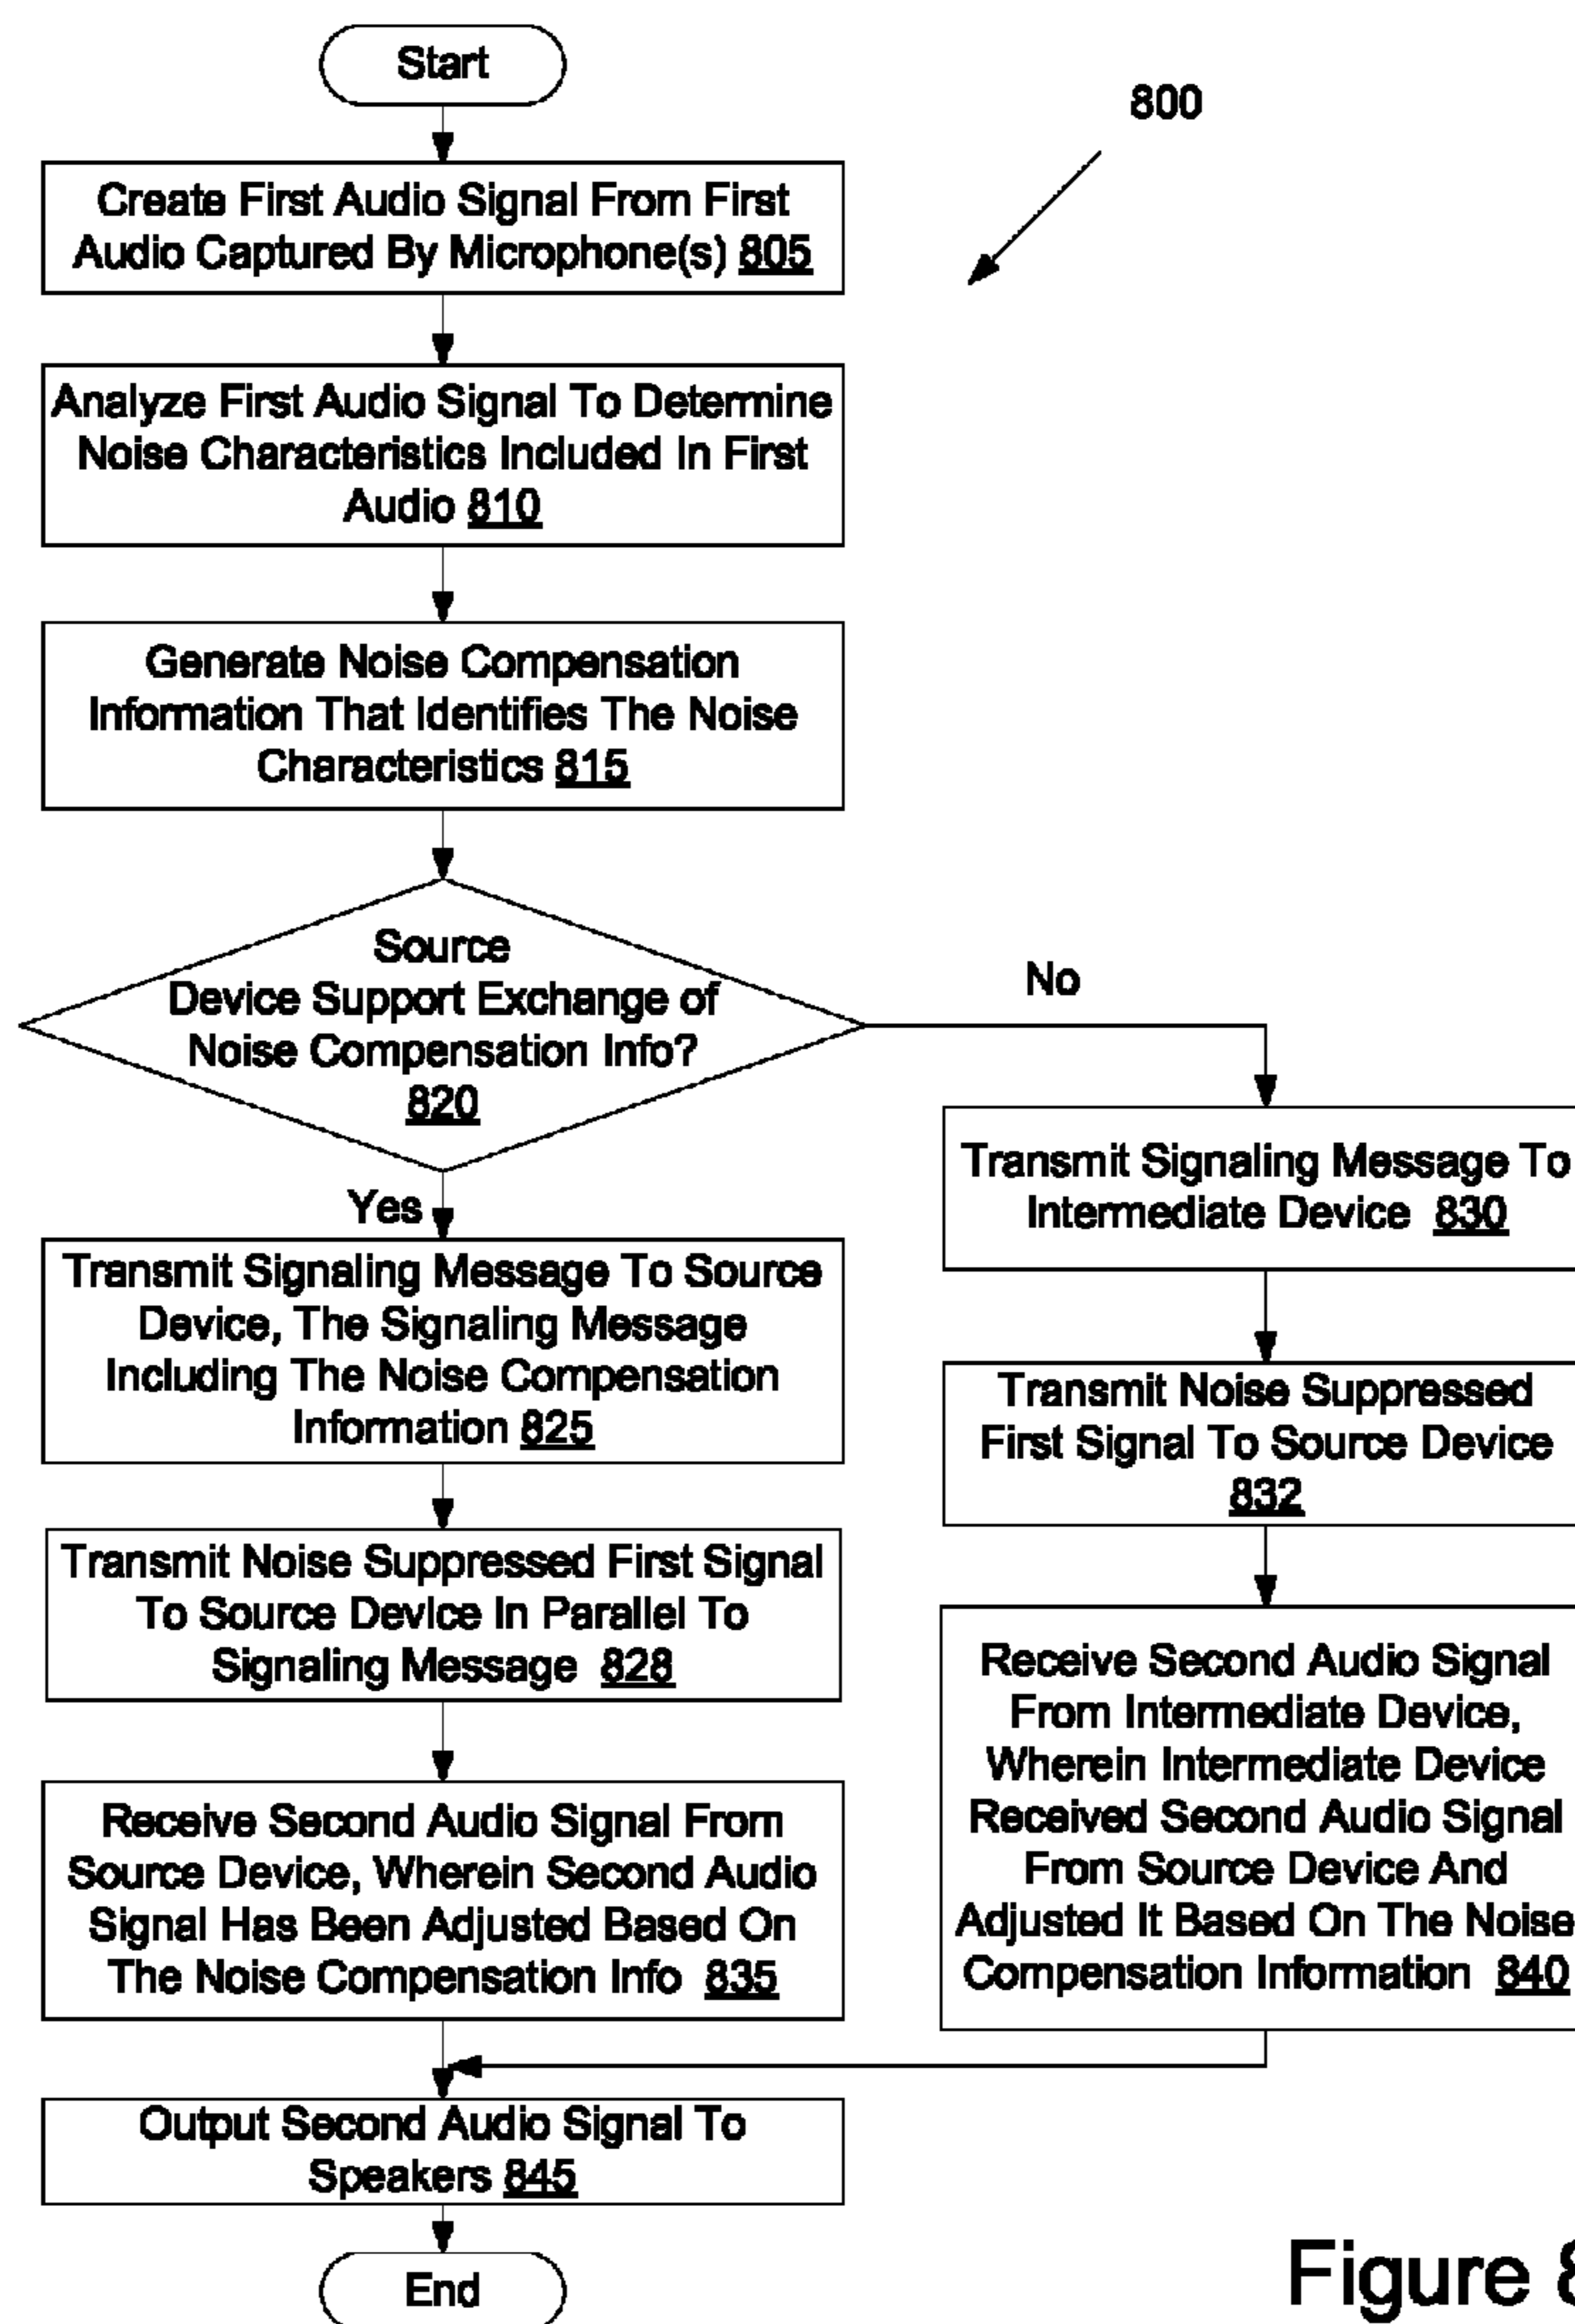 Start
800
Create First Audio Signal From First
Audio Captured By Microphone(s) 805
Analyze First Audio Signal To Determine
Noise Characteristics Included In First
Audio 810
Generate Noise Compensation
Information That Identifies The Noise
Characteristics 815
Source
Device Support Exchange of
Noise Compensation Info?
820
No
Yes
Transmit Signaling Message To Source
Device, The Signaling Message
Including The Noise Compensation
Information 825
Transmit Noise Suppressed First Signal
To Source Device In Parallel To
Signaling Message 828
Receive Second Audio Signal From
Source Device, Wherein Second Audio
Signal Has Been Adjusted Based On
The Noise Compensation Info 835
Transmit Signaling Message To
Intermediate Device 830
Transmit Noise Suppressed
First Signal To Source Device
832
Receive Second Audio Signal
From Intermediate Device,
Wherein Intermediate Device
Received Second Audio Signal
From Source Device And
Adjusted It Based On The Noise
Compensation Information 840
Output Second Audio Signal To
Speakers 845
End
Figure 8